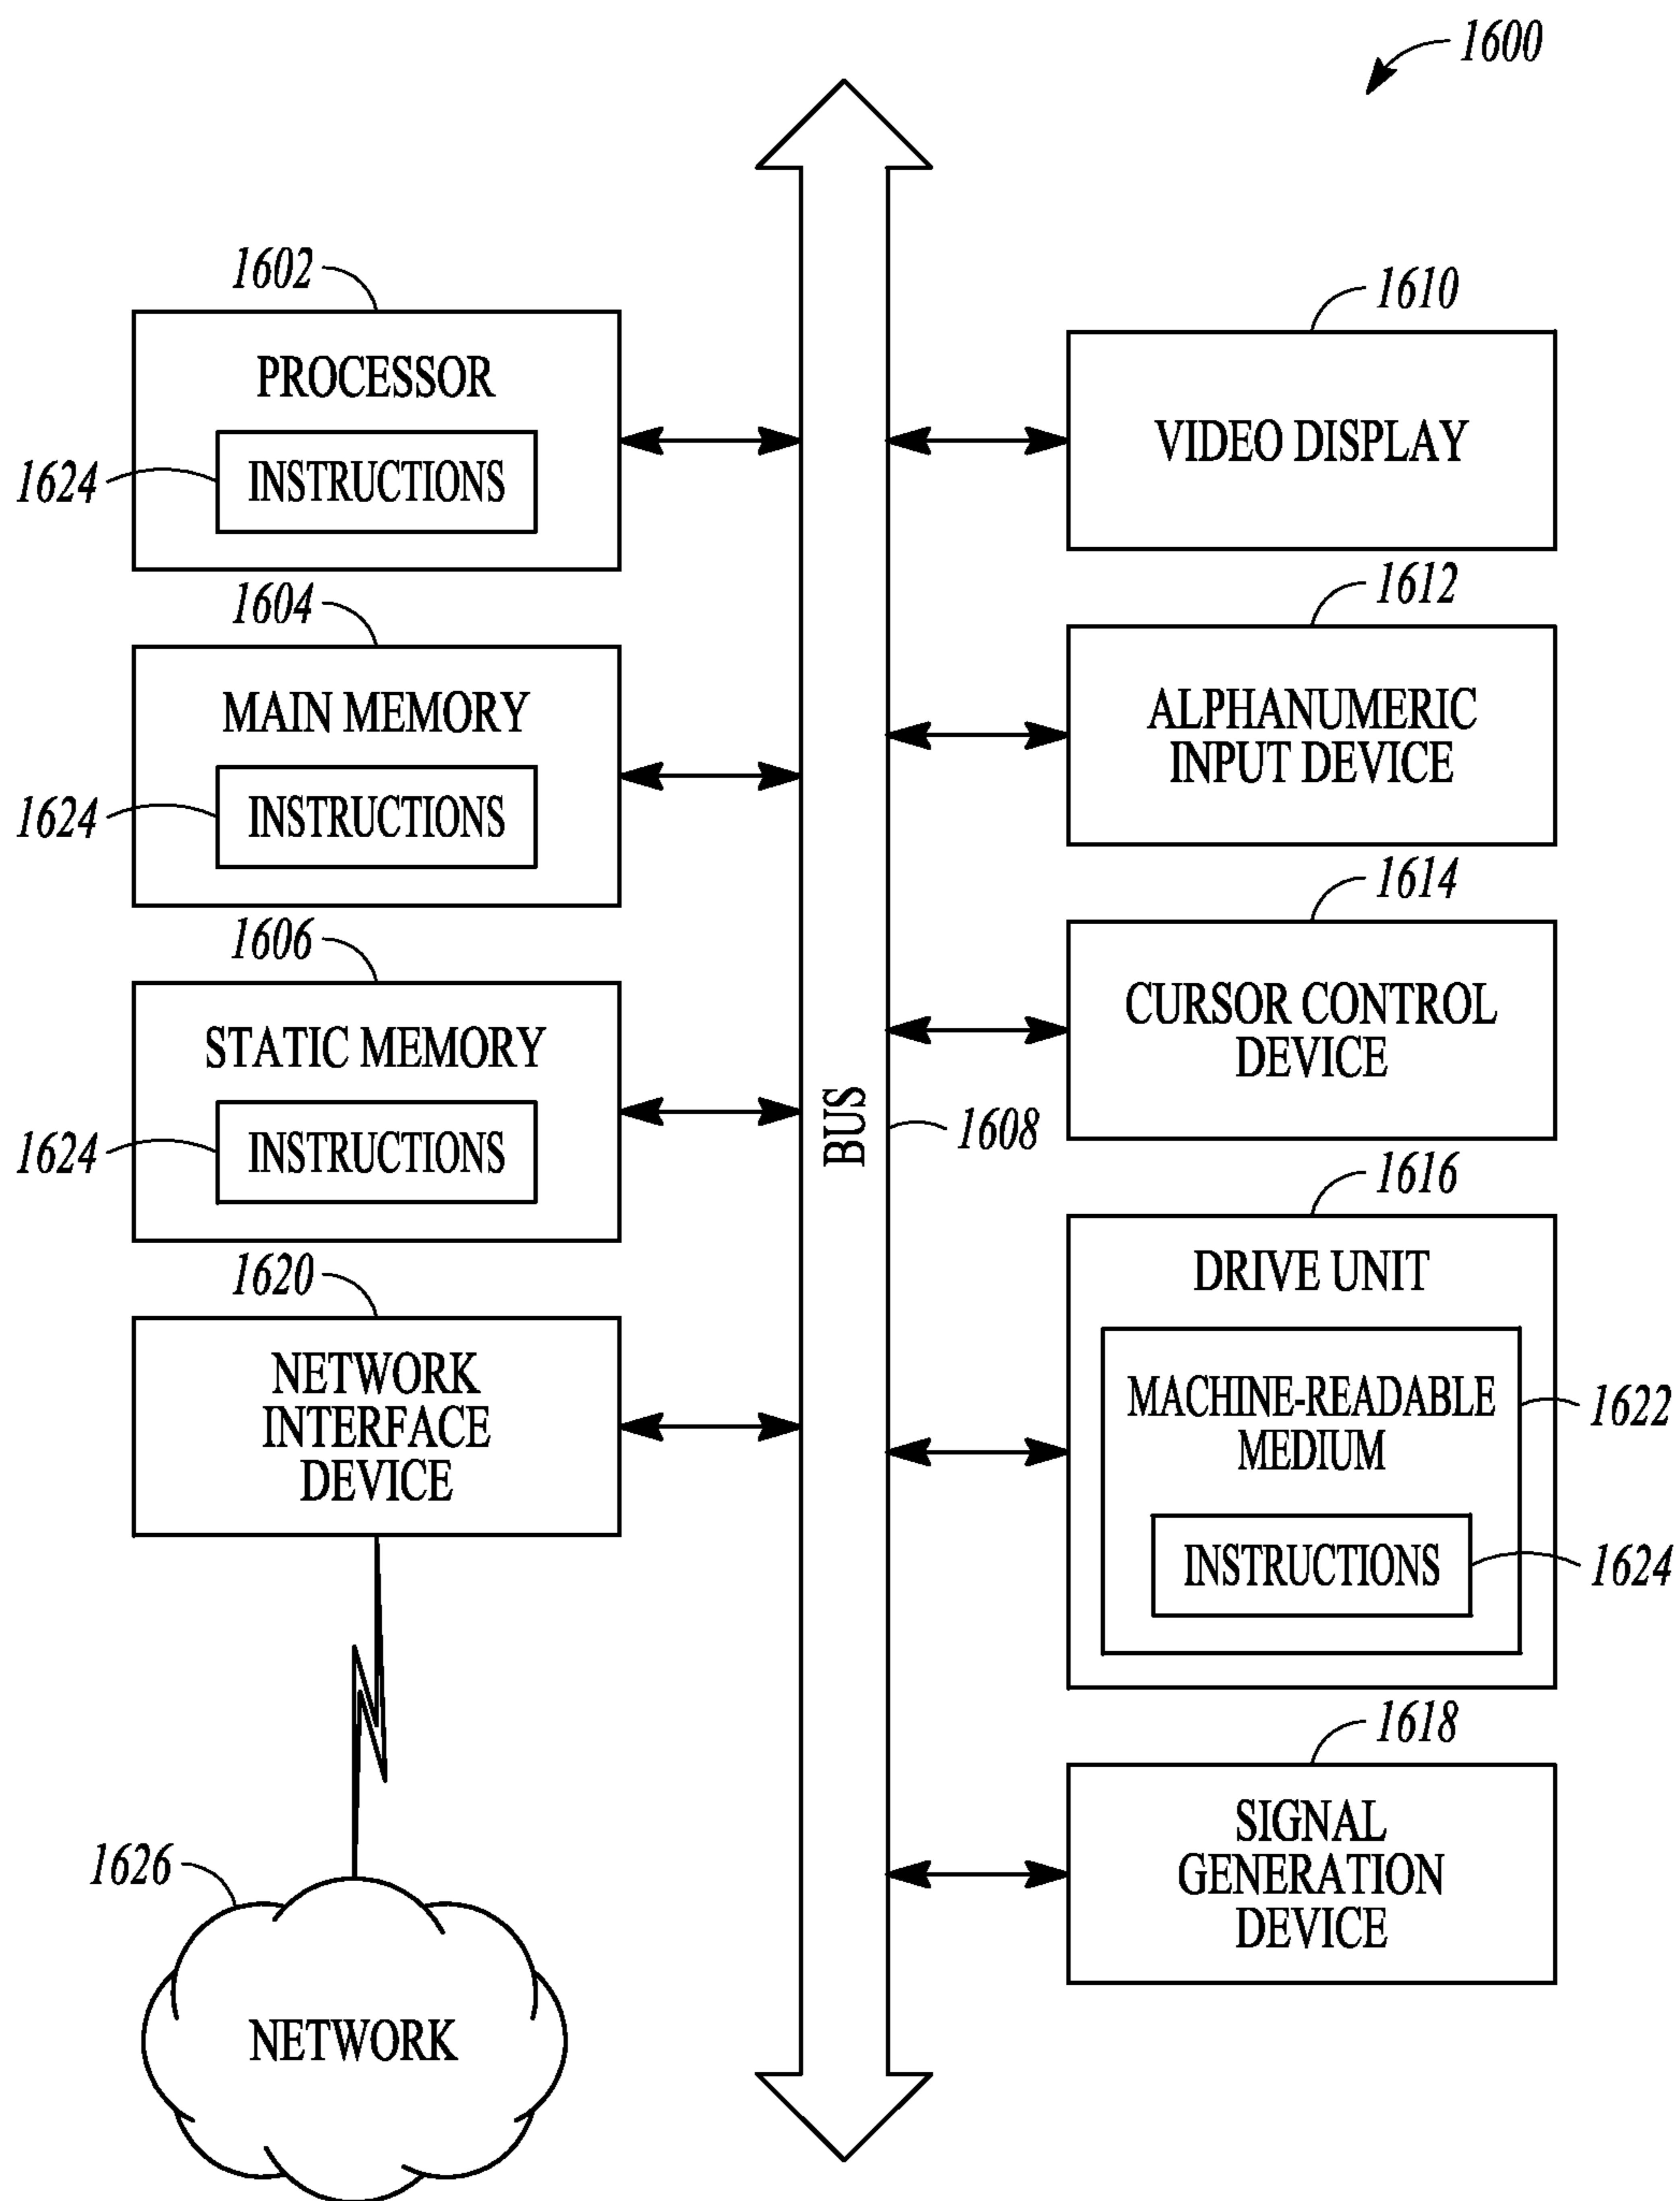 1600
1602
PROCESSOR
1624
INSTRUCTIONS
1604
MAIN MEMORY
1624
INSTRUCTIONS
1606
STATIC MEMORY
1624
INSTRUCTIONS
1620
NETWORK
INTERFACE
DEVICE
1626
NETWORK
BUS
1608
1610
VIDEO DISPLAY
1612
ALPHANUMERIC
INPUT DEVICE
1614
CURSOR CONTROL
DEVICE
1616
DRIVE UNIT
MACHINE-READABLE
MEDIUM
1622
INSTRUCTIONS
1624
1618
SIGNAL
GENERATION
DEVICE